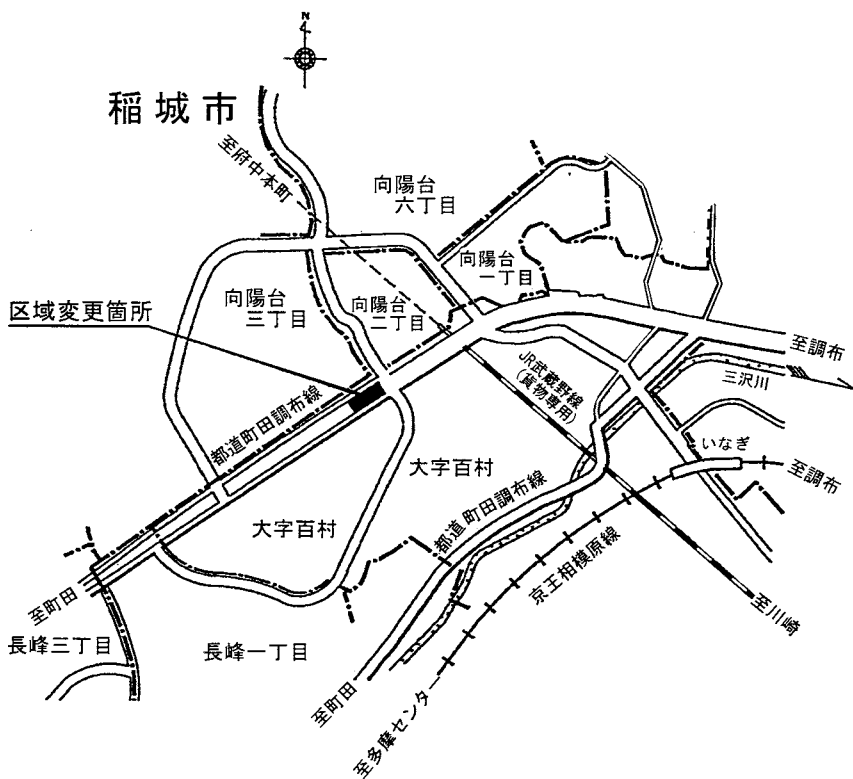 N
稲城市
至府中本町
向陽台
六丁目
向陽台
一丁目
向陽台
三丁目
向陽台
二丁目
区域変更箇所
至調布
JR武蔵野線
(貨物専用)
三沢川
都道町田調布線
いなぎ
至調布
大字百村
大字百村
都道町田調布線
京王相模原線
至町田
至川崎
長峰三丁目
長峰一丁目
至町田
至多摩センター